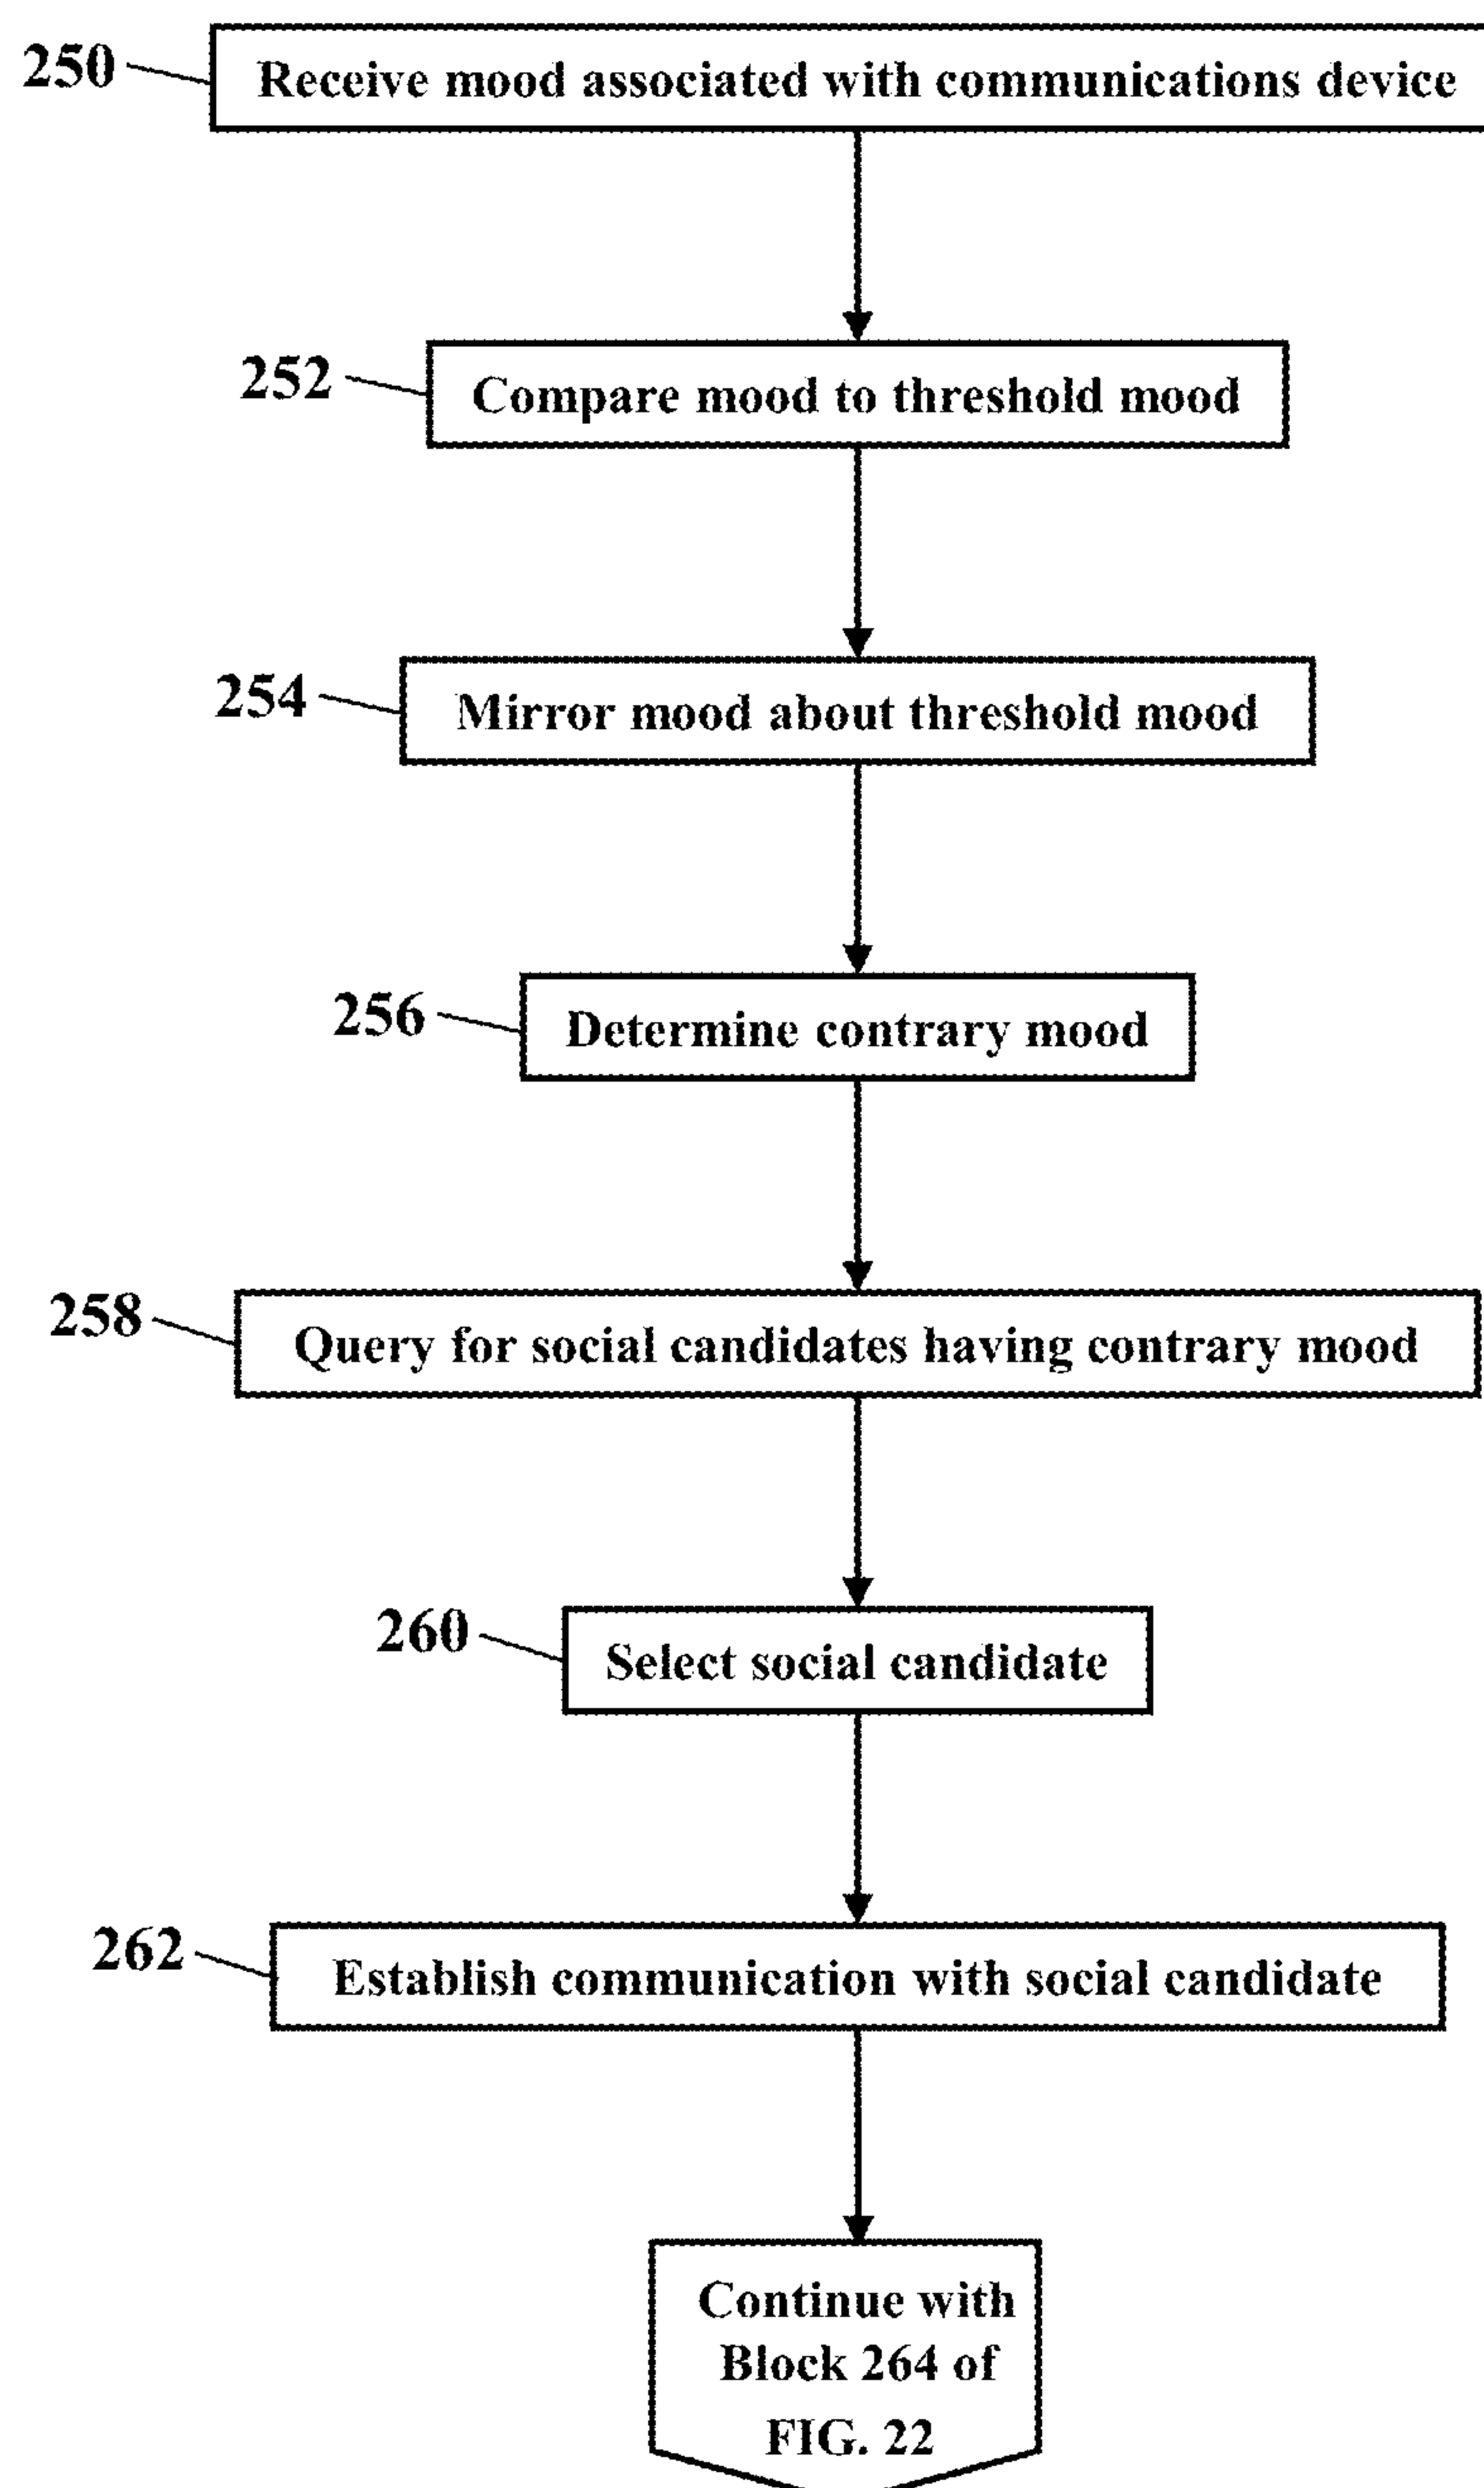 250
Receive mood associated with communications device
252
Compare mood to threshold mood
254
Mirror mood about threshold mood
256
Determine contrary mood
258
Query for social candidates having contrary mood
260
Select social candidate
262
Establish communication with social candidate
Continue with
Block 264 of
FIG. 22